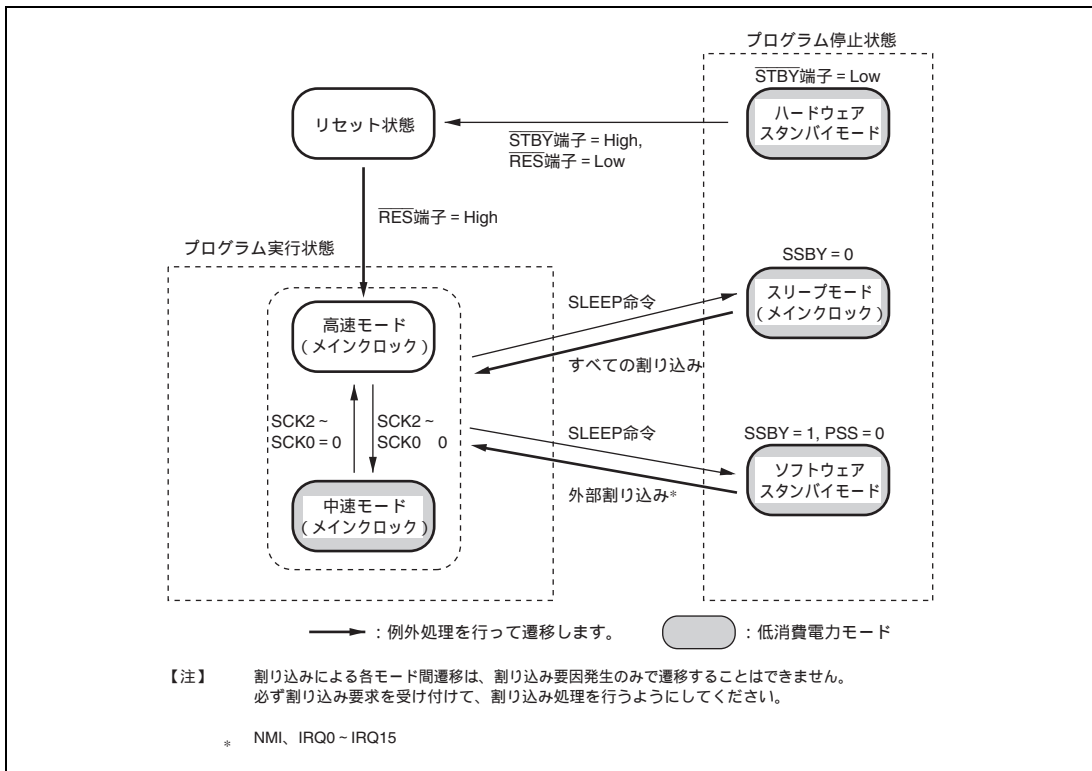 プログラム停止状態
STBY端子 = Low
ハードウェア
スタンバイモード
リセット状態
STBY端子 = High,
RES端子 = Low
RES端子 = High
プログラム実行状態
SSBY = 0
スリープモード
（メインクロック）
SLEEP命令
すべての割り込み
高速モード
（メインクロック）
SCK2 ~
SCK0 = 0
SCK2 ~
SCK0 0
SLEEP命令
外部割り込み*
SSBY = 1, PSS = 0
ソフトウェア
スタンバイモード
中速モード
（メインクロック）
：例外処理を行って遷移します。
：低消費電力モード
【注】 割り込みによる各モード間遷移は、割り込み要因発生のみで遷移することはできません。
必ず割り込み要求を受け付けて、割り込み処理を行うようにしてください。
* NMI、IRQ0 ~ IRQ15